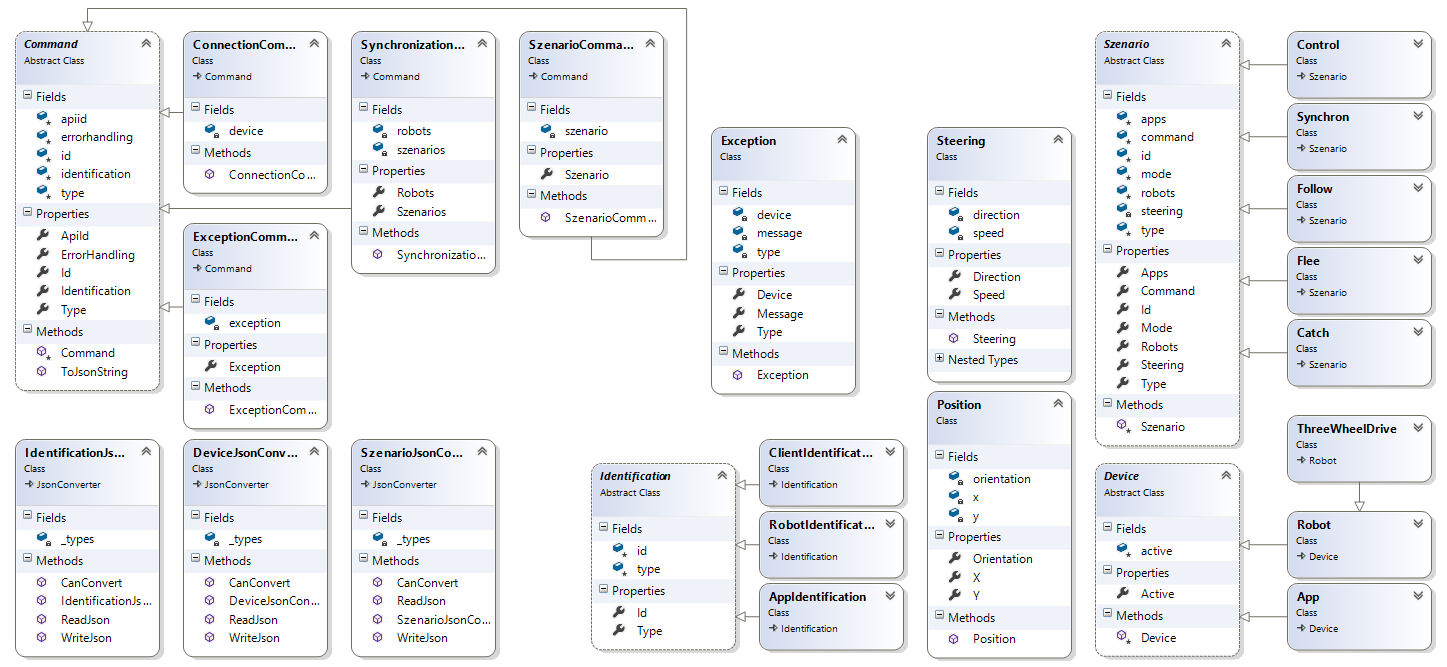 Command
Abstract Class
Fields
apiid
errorhandling
id
identification
type
Properties
ApiId
ErrorHandling
Id
Identification
Type
Methods
Command
ToJsonString
ConnectionCom...
Class
Command
Fields
device
Methods
ConnectionCo...
Synchronization...
Class
Command
Fields
robots
szenarios
Properties
Robots
Szenarios
Methods
Synchronizatio...
SzenarioComma...
Class
Command
Fields
szenario
Properties
Szenario
Methods
SzenarioComm...
ExceptionComm...
Class
Command
Fields
exception
Properties
Exception
Methods
ExceptionCom...
Exception
Class
Fields
device
message
type
Properties
Device
Message
Type
Methods
Exception
Steering
Class
Fields
direction
speed
Properties
Direction
Speed
Methods
Steering
Nested Types
Szenario
Abstract Class
Fields
apps
command
id
mode
robots
steering
type
Properties
Apps
Command
Id
Mode
Robots
Steering
Type
Methods
Szenario
Control
Class
Szenario
Synchron
Class
Szenario
Follow
Class
Szenario
Flee
Class
Szenario
Catch
Class
Szenario
IdentificationJs...
Class
JsonConverter
Fields
_types
Methods
CanConvert
IdentificationJs...
ReadJson
WriteJson
DeviceJsonConv...
Class
JsonConverter
Fields
_types
Methods
CanConvert
DeviceJsonCon...
ReadJson
WriteJson
SzenarioJsonCo...
Class
JsonConverter
Fields
_types
Methods
CanConvert
ReadJson
SzenarioJsonCo...
WriteJson
Identification
Abstract Class
Fields
id
type
Properties
Id
Type
ClientIdentificat...
Class
Identification
RobotIdentificat...
Class
Identification
AppIdentification
Class
Identification
Position
Class
Fields
orientation
x
y
Properties
Orientation
X
Y
Methods
Position
Device
Abstract Class
Fields
active
Properties
Active
Methods
Device
ThreeWheelDrive
Class
Robot
Robot
Class
Device
App
Class
Device